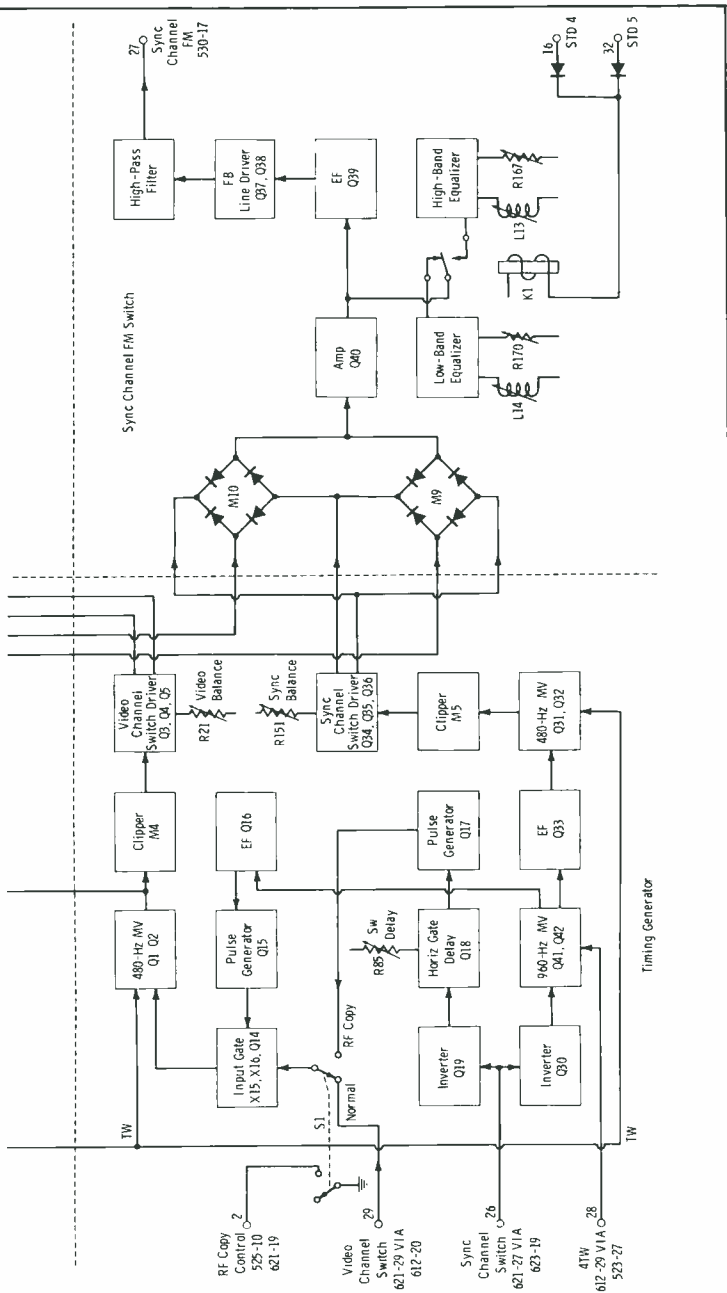 27
Sync
Channel
FM
530-17
16
STD 4
32
STD 5
High-Pass
Filter
FB
Line Driver
Q37, Q38
EF
Q39
High-Band
Equalizer
R167
L13
Sync Channel FM Switch
Amp
Q40
Low-Band
Equalizer
R170
L14
K1
M10
M9
Video
Channel
Switch Driver
Q3, Q4, Q5
Video
Balance
R21
Sync
Balance
R151
Sync
Channel
Switch Driver
Q34, Q35, Q36
Clipper
M5
480-Hz MV
Q31, Q32
Clipper
M4
EF Q16
Pulse
Generator
Q17
EF
Q33
480-Hz MV
Q1 Q2
Pulse
Generator
Q15
Sw
Delay
R85
Horiz Gate
Delay
Q18
960-Hz MV
Q41, Q42
Timing Generator
Input Gate
X15, X16, Q14
RF Copy
Normal
S1
Inverter
Q19
Inverter
Q30
TW
TW
2
RF Copy
Control
525-10
621-19
29
Video
Channel
Switch
621-29 VIA
612-20
26
Sync
Channel
Switch
621-27 VIA
623-19
28
4TW
612-29 VIA
523-27